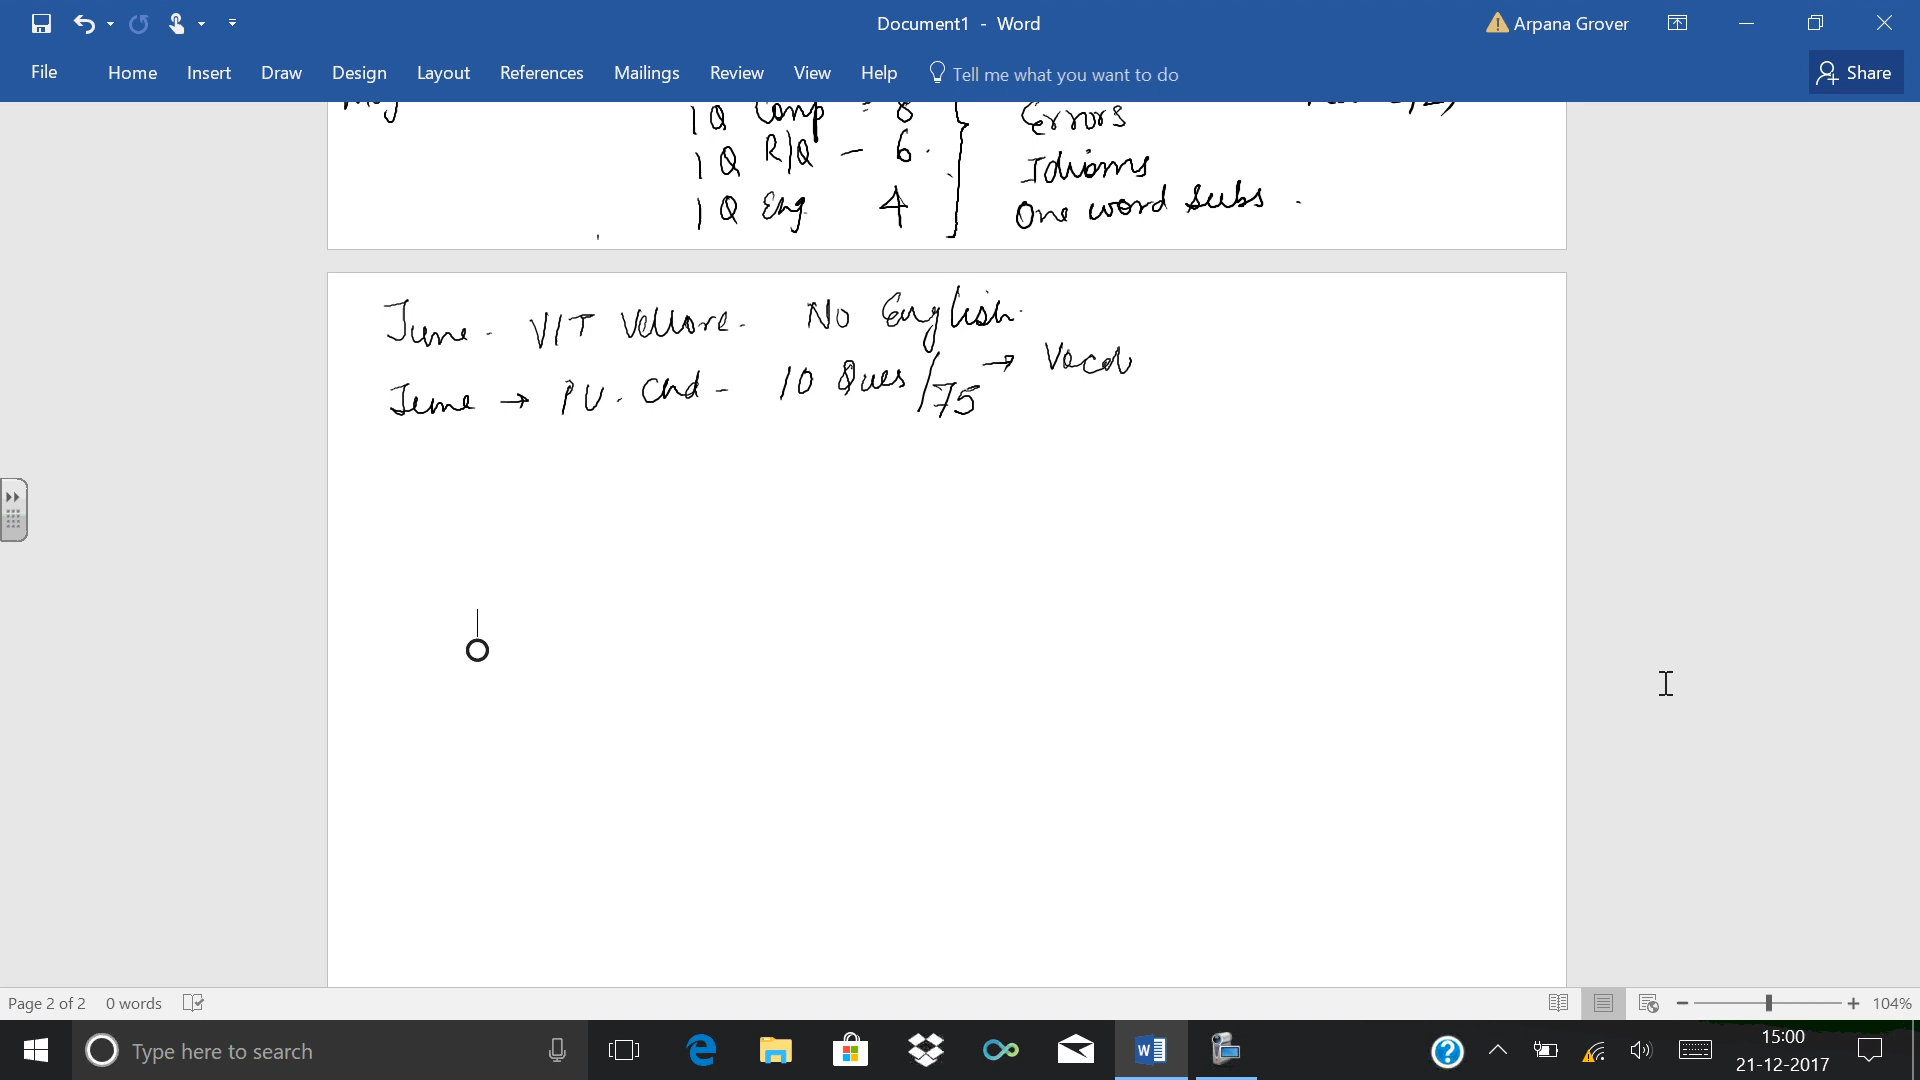 Document1 - Word
Arpana Grover
File Home Insert Draw Design Layout References Mailings Review View Help Tell me what you want to do
Share
1Q Comp = 8 Errors
1Q R/Q - 6. Idioms
1Q Eng 4 One word Subs.
June - VIT Vellore - No English.
June → PU. Chd - 10 Ques/75 → Vocab
Page 2 of 2 0 words
104%
Type here to search
15:00
21-12-2017